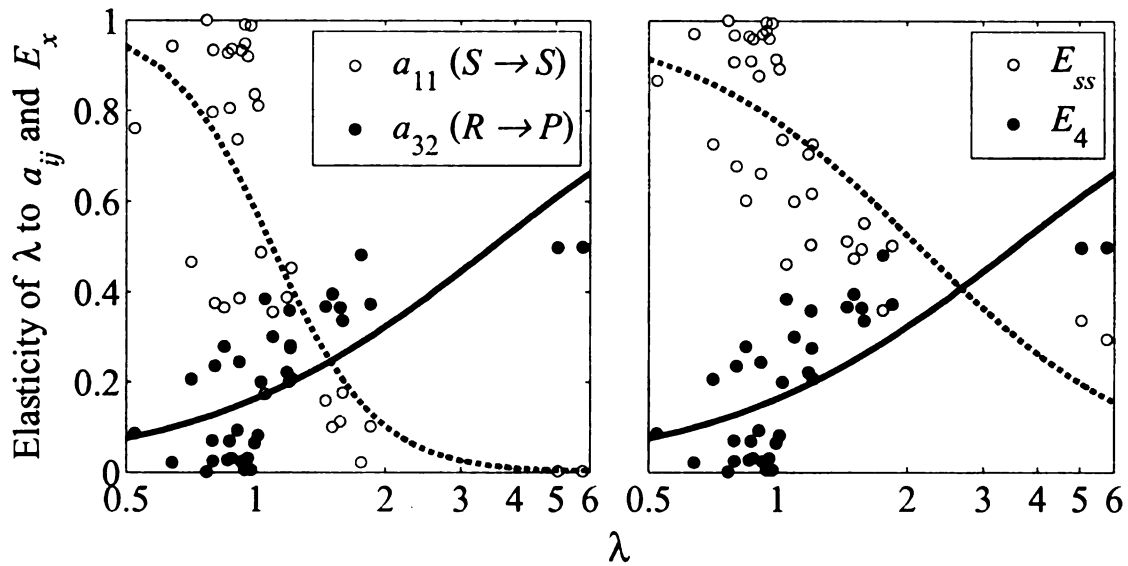 Elasticity of λ to a_ij and E_x
1
0.8
0.6
0.4
0.2
0
a_11 (S → S)
a_32 (R → P)
0.5 1 2 3 4 5 6
E_ss
E_4
0.5 1 2 3 4 5 6
λ